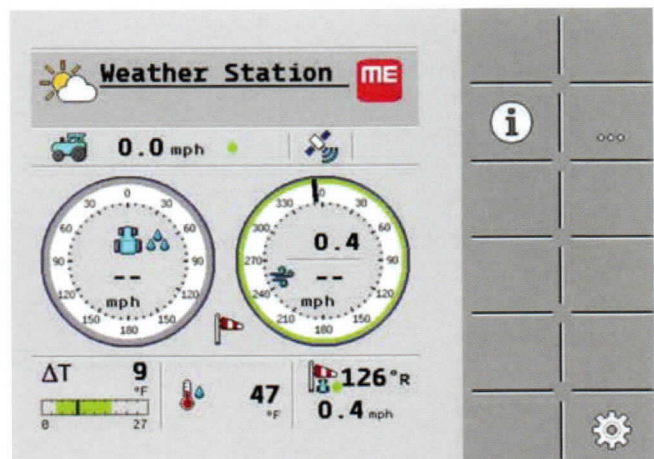 Weather Station ME
0.0 mph
0
30 30
60 60
90 90
120 120
150 150
180
--
mph
0
330 30
300 60
270 90
240 120
210 150
180
0.4
--
mph
ΔT 9
°F
0 27
47
°F
126°R
0.4 mph
i